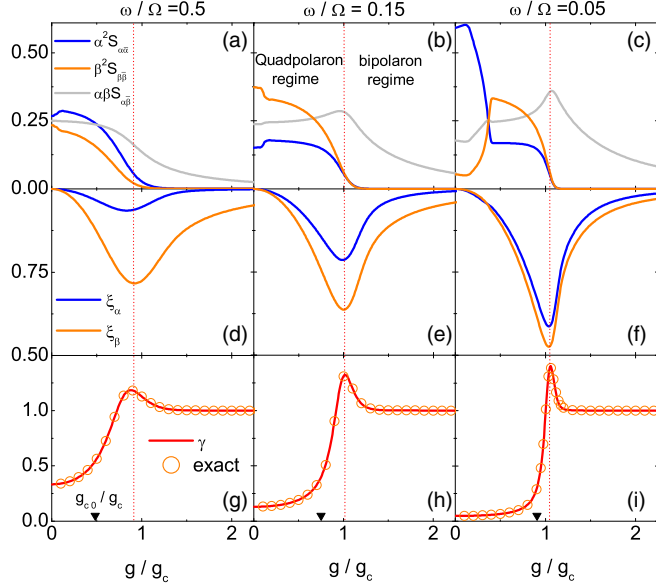 ω / Ω =0.5
ω / Ω = 0.15
ω / Ω =0.05
0.50
0.25
0.00
(a)
α²S_αᾱ
β²S_ββ̄
αβS_αβ̄
(b)
Quadpolaron
regime
bipolaron
regime
(c)
0.75
0.50
(d)
ξ_α
ξ_β
(e)
(f)
1.0
0.5
0.0
γ
exact
g_c0 / g_c
(g)
(h)
(i)
0 1 2
0 1 2
0 1 2
g / g_c
g / g_c
g / g_c